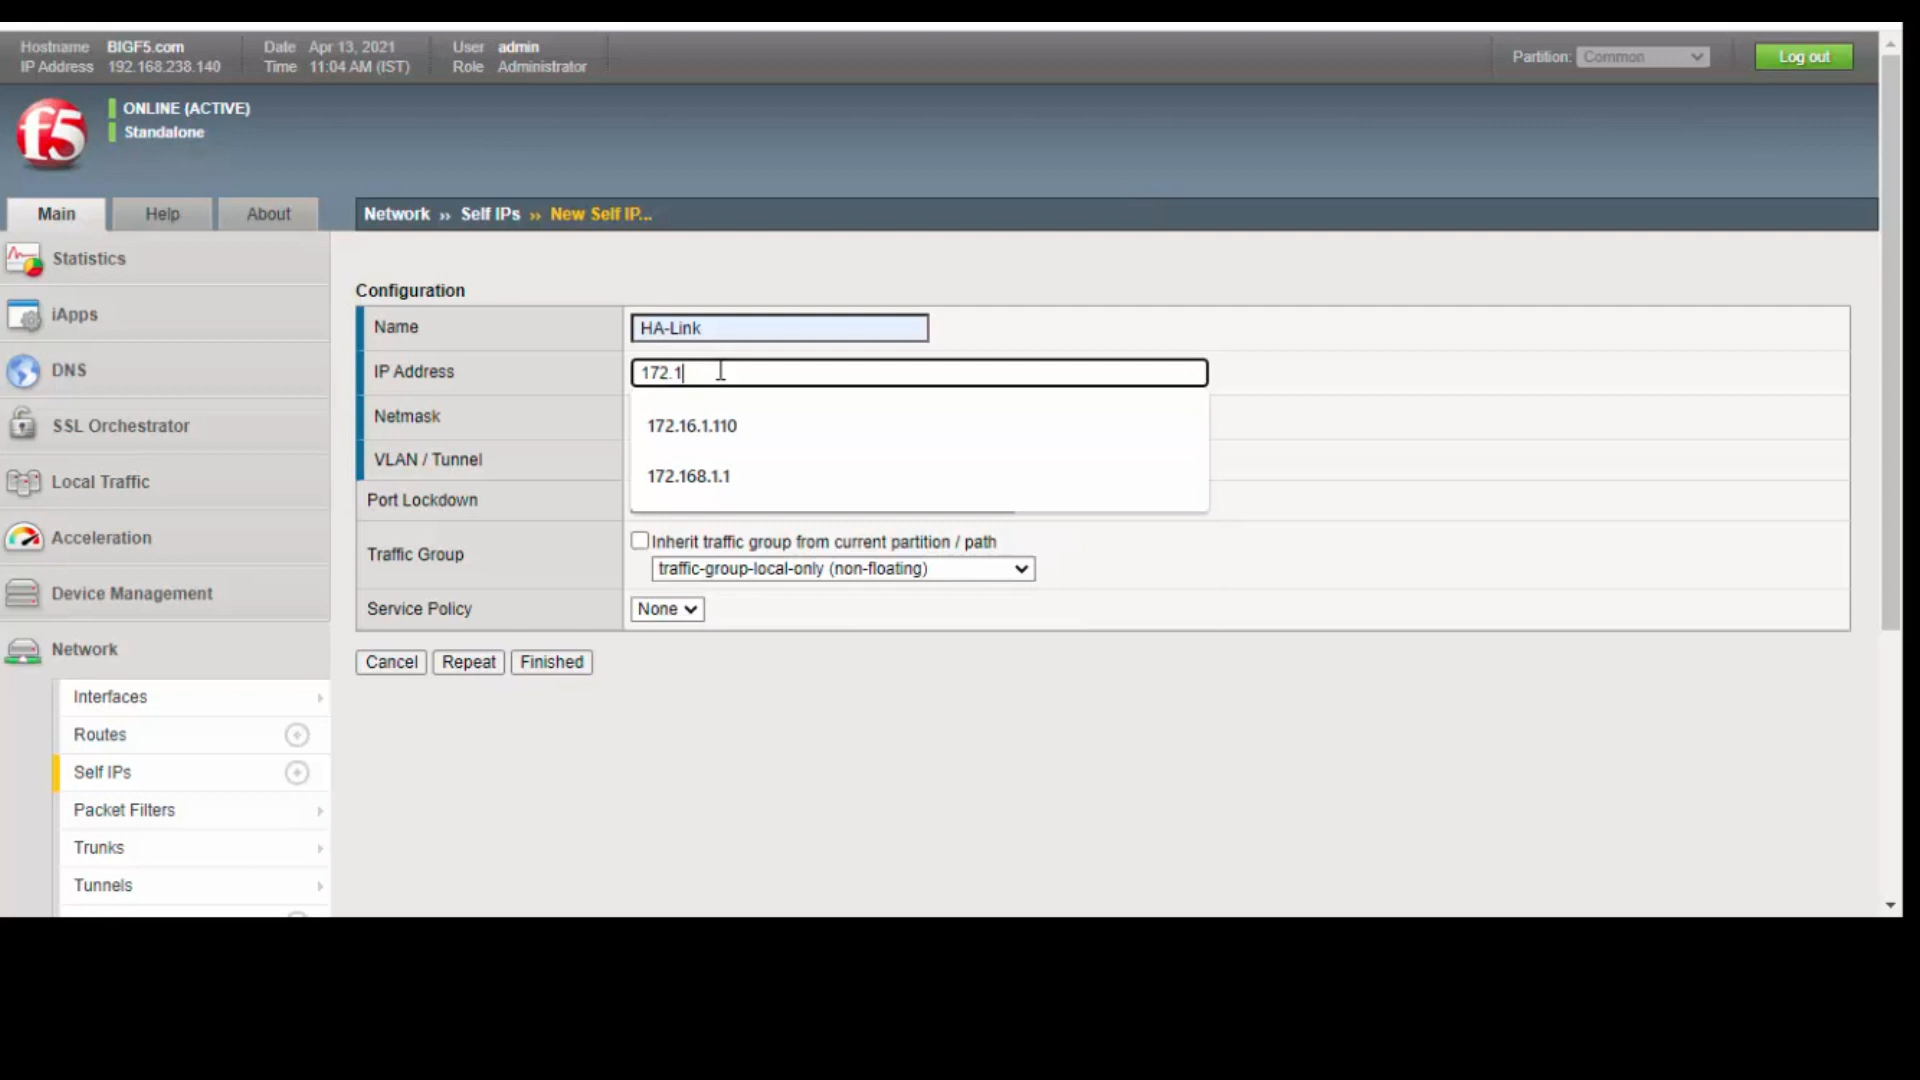 Hostname BIGF5.com Date Apr 13, 2021 User admin
IP Address 192.168.238.140 Time 11:04 AM (IST) Role Administrator
Partition: Common Log out
f5
ONLINE (ACTIVE)
Standalone
Main Help About
Network ›› Self IPs ›› New Self IP...
Statistics
iApps
DNS
SSL Orchestrator
Local Traffic
Acceleration
Device Management
Network
Interfaces
Routes
Self IPs
Packet Filters
Trunks
Tunnels
Configuration
Name HA-Link
IP Address 172.1
172.16.1.110
172.168.1.1
Netmask
VLAN / Tunnel
Port Lockdown
Traffic Group Inherit traffic group from current partition / path
traffic-group-local-only (non-floating)
Service Policy None
Cancel Repeat Finished